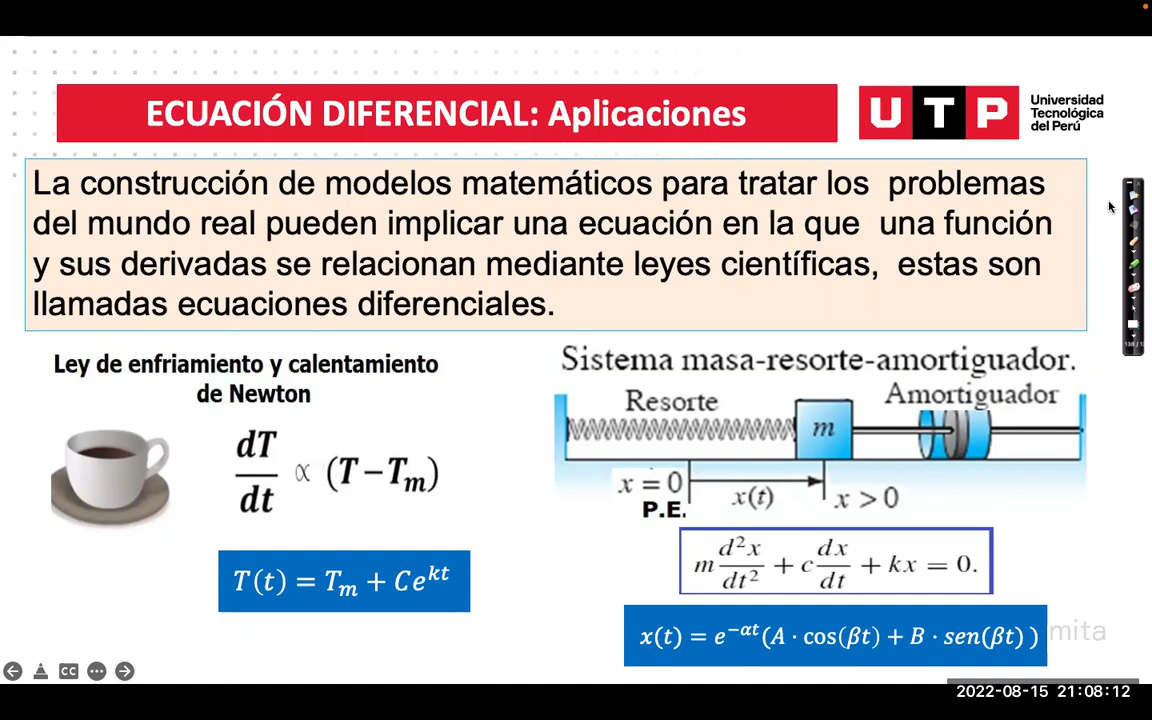 ECUACIÓN DIFERENCIAL: Aplicaciones
UTP
Universidad
Tecnológica
del Perú
La construcción de modelos matemáticos para tratar los problemas
del mundo real pueden implicar una ecuación en la que una función
y sus derivadas se relacionan mediante leyes científicas, estas son
llamadas ecuaciones diferenciales.
Ley de enfriamiento y calentamiento
de Newton
dT/dt ∝ (T−Tₘ)
T(t) = Tₘ + Ce^{kt}
Sistema masa-resorte-amortiguador.
Resorte
Amortiguador
m
x = 0
P.E.
x(t)
x > 0
m d²x/dt² + c dx/dt + kx = 0.
x(t) = e^{−αt}(A · cos(βt) + B · sen(βt))
mita
CC
2022-08-15 21:08:12